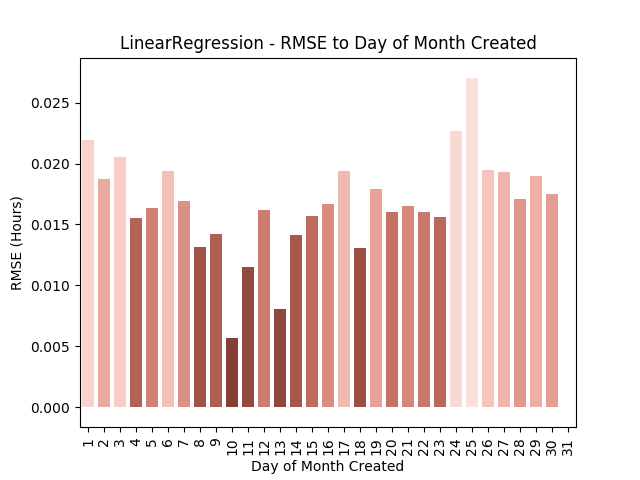 LinearRegression - RMSE to Day of Month Created
RMSE (Hours)
0.025
0.020
0.015
0.010
0.005
0.000
1 2 3 4 5 6 7 8 9 10 11 12 13 14 15 16 17 18 19 20 21 22 23 24 25 26 27 28 29 30 31
Day of Month Created